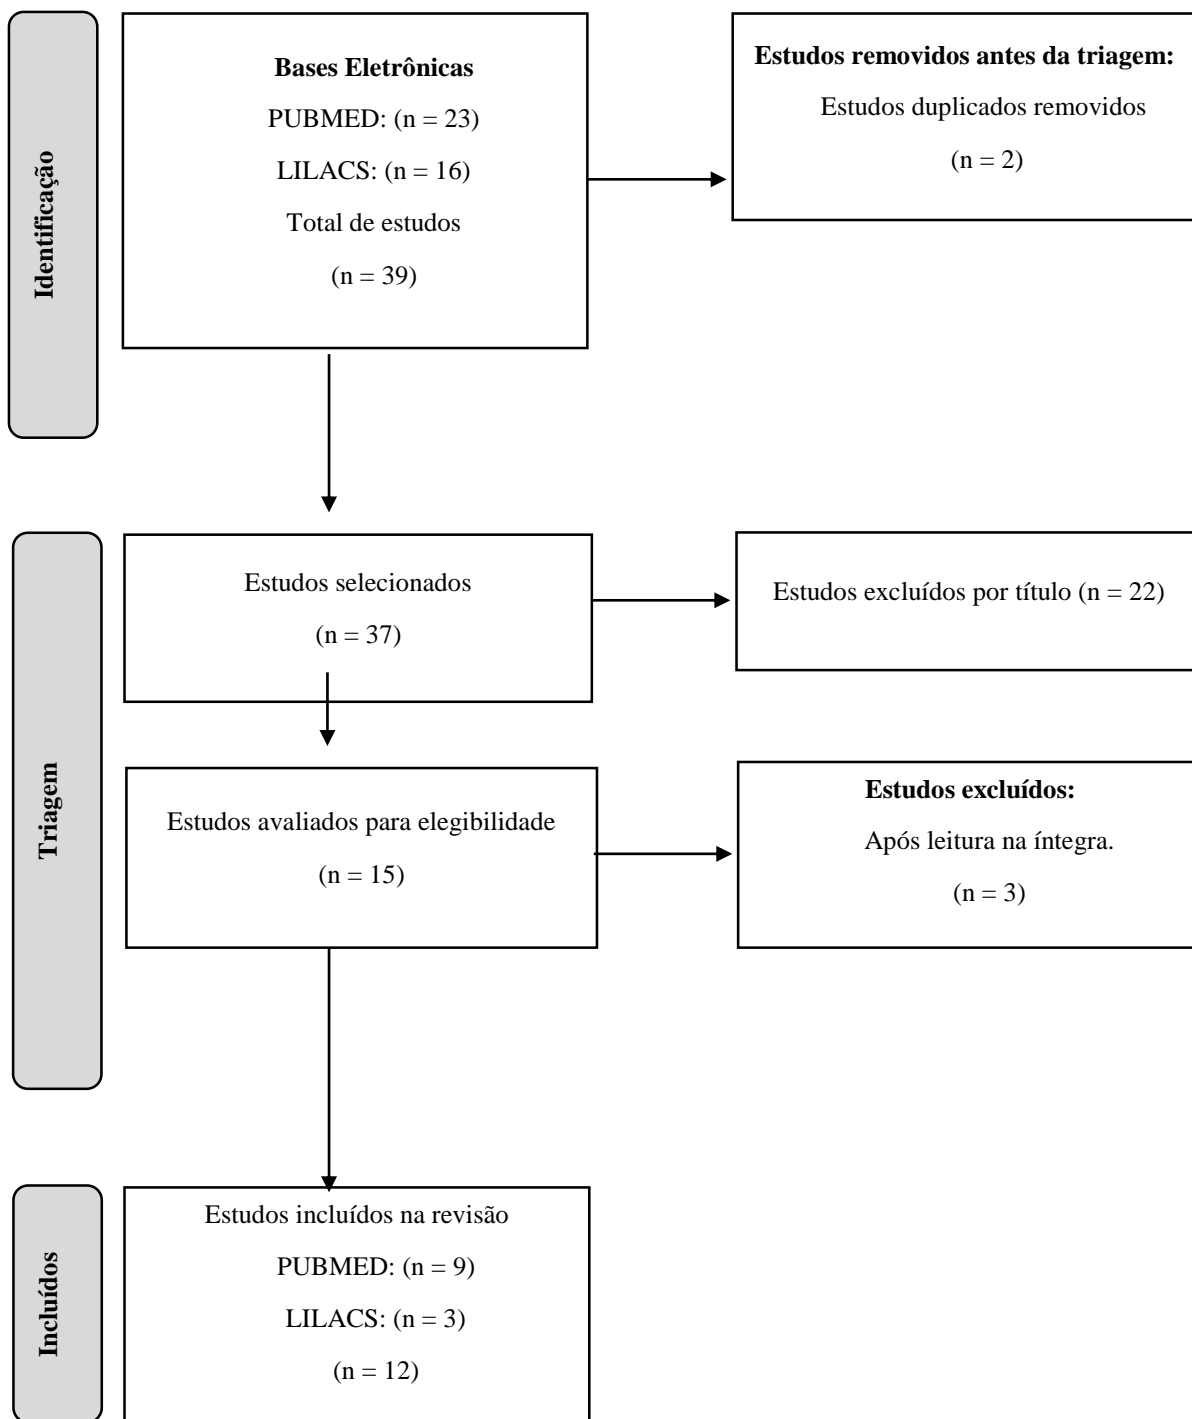 Identificação
Bases Eletrônicas
PUBMED: (n = 23)
LILACS: (n = 16)
Total de estudos
(n = 39)
Estudos removidos antes da triagem:
Estudos duplicados removidos
(n = 2)
Triagem
Estudos selecionados
(n = 37)
Estudos excluídos por título (n = 22)
Estudos avaliados para elegibilidade
(n = 15)
Estudos excluídos:
Após leitura na íntegra.
(n = 3)
Incluídos
Estudos incluídos na revisão
PUBMED: (n = 9)
LILACS: (n = 3)
(n = 12)